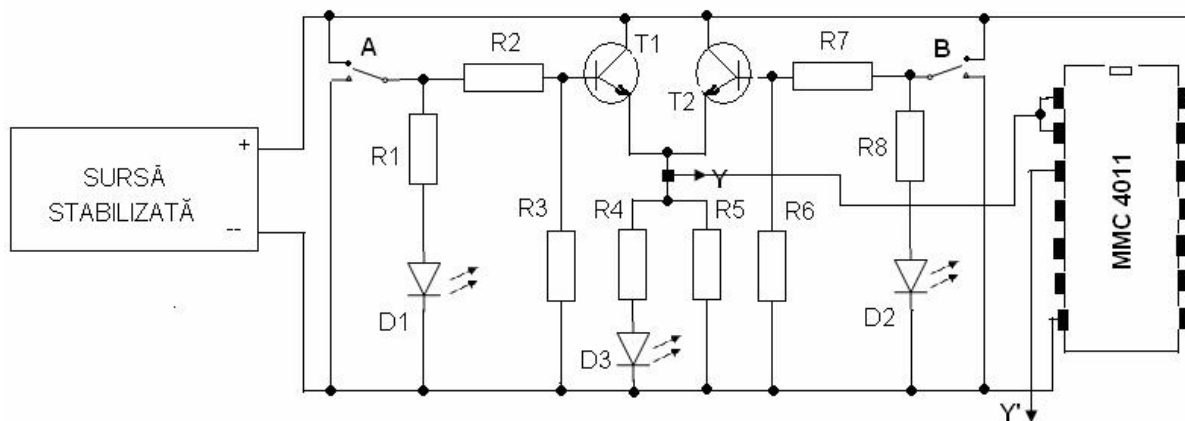 A
R2
T1
T2
R7
B
R1
R8
+
SURSĂ
STABILIZATĂ
--
Y
R3
R4
R5
R6
MMC 4011
D1
D3
D2
Y'